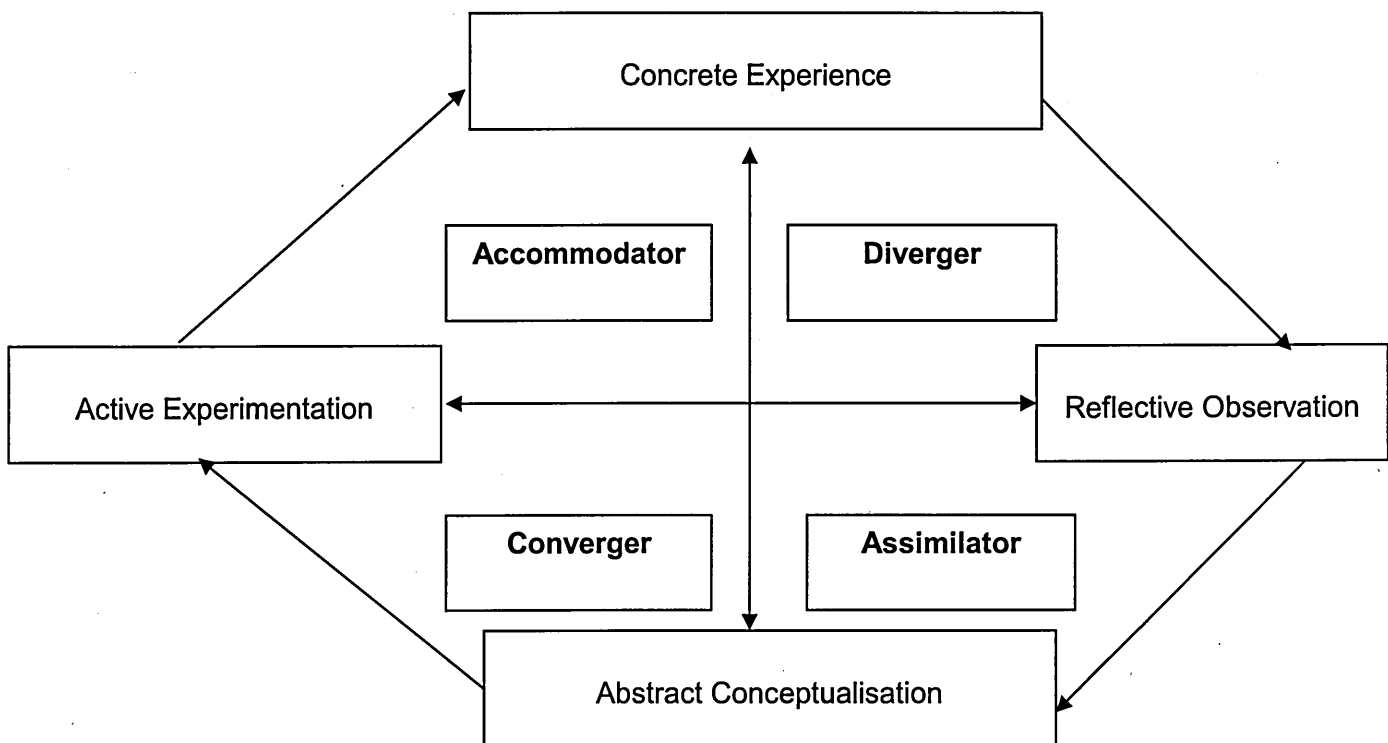 Concrete Experience
Accommodator
Diverger
Active Experimentation
Reflective Observation
Converger
Assimilator
Abstract Conceptualisation